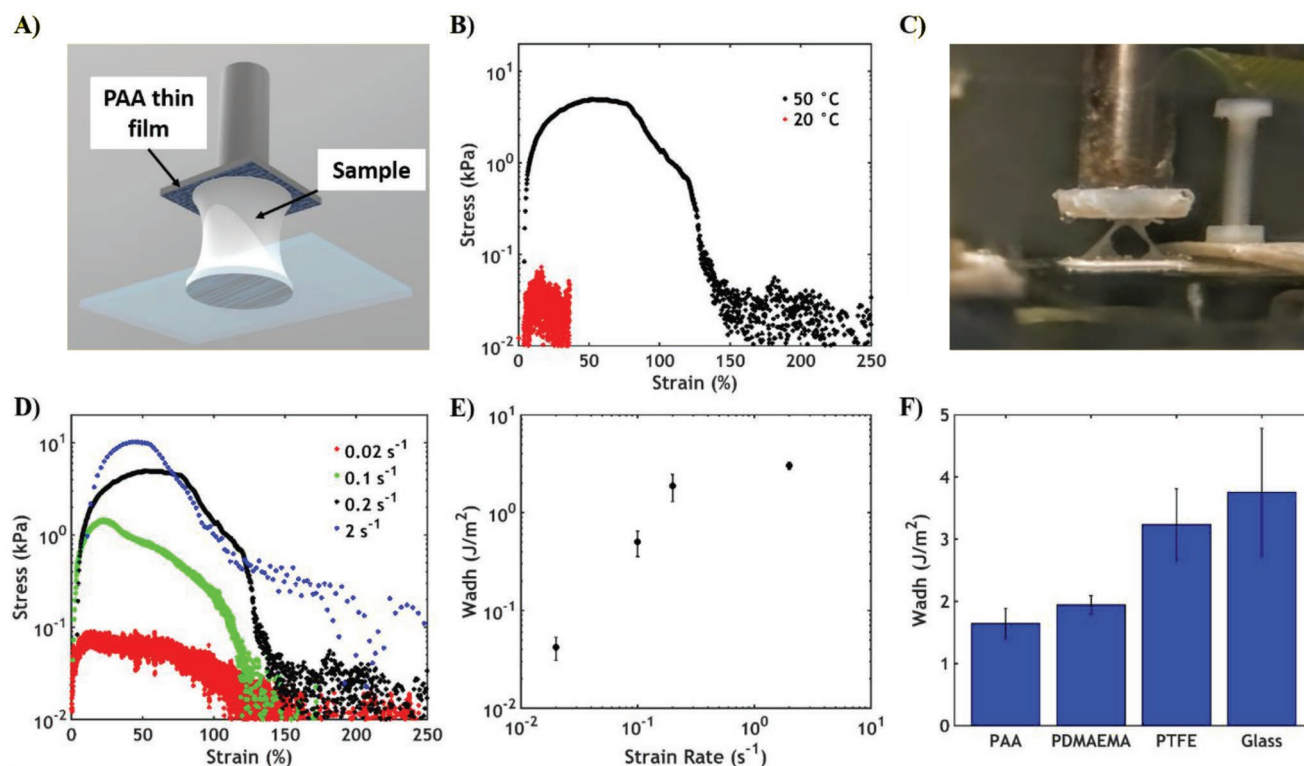 A)
PAA thin
film
Sample
B)
Stress (kPa)
10¹
10⁰
10⁻¹
10⁻²
50 °C
20 °C
0 50 100 150 200 250
Strain (%)
C)
D)
Stress (kPa)
10¹
10⁰
10⁻¹
10⁻²
0.02 s⁻¹
0.1 s⁻¹
0.2 s⁻¹
2 s⁻¹
0 50 100 150 200 250
Strain (%)
E)
Wadh (J/m²)
10¹
10⁰
10⁻¹
10⁻²
10⁻² 10⁻¹ 10⁰ 10¹
Strain Rate (s⁻¹)
F)
Wadh (J/m²)
5
4
3
2
1
0
PAA PDMAEMA PTFE Glass